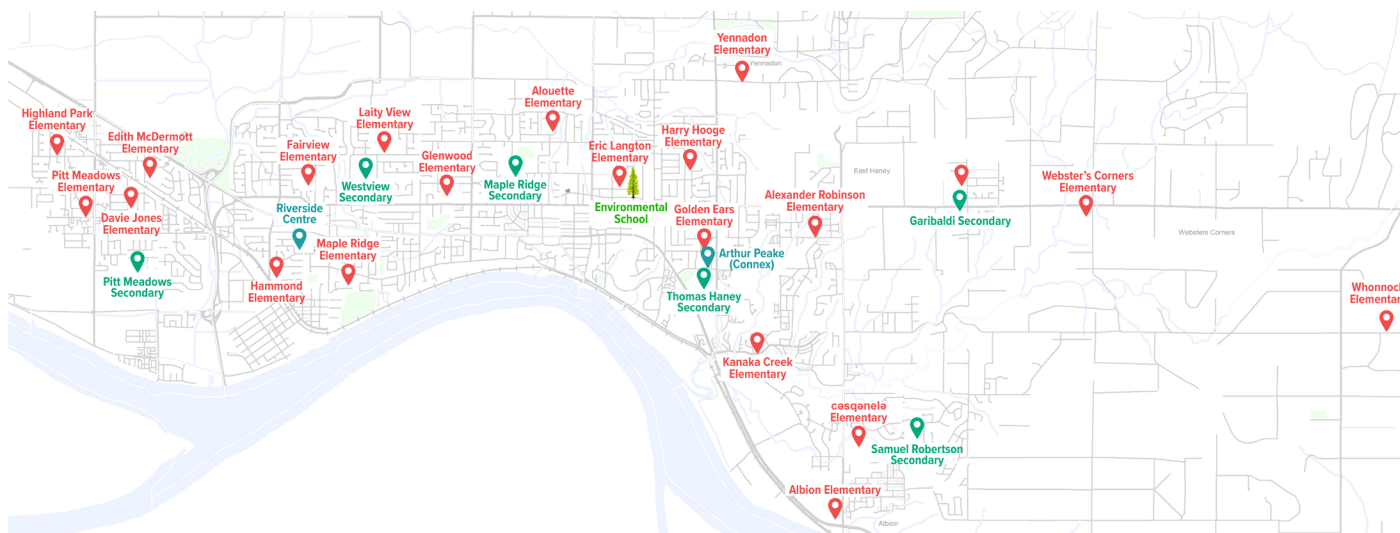 Yennadon
Elementary
Yennadon
Alouette
Elementary
Highland Park
Elementary
Laity View
Elementary
Edith McDermott
Elementary
Harry Hooge
Elementary
Fairview
Elementary
Eric Langton
Elementary
Glenwood
Elementary
East Haney
Pitt Meadows
Elementary
Webster's Corners
Elementary
Westview
Secondary
Maple Ridge
Secondary
Alexander Robinson
Elementary
Riverside
Centre
Environmental
School
Golden Ears
Elementary
Davie Jones
Elementary
Garibaldi Secondary
Websters Corners
Maple Ridge
Elementary
Arthur Peake
(Connex)
Pitt Meadows
Secondary
Hammond
Elementary
Thomas Haney
Secondary
Whonnock
Elementar
Kanaka Creek
Elementary
c̓əsqənelə
Elementary
Samuel Robertson
Secondary
Albion Elementary
Albion